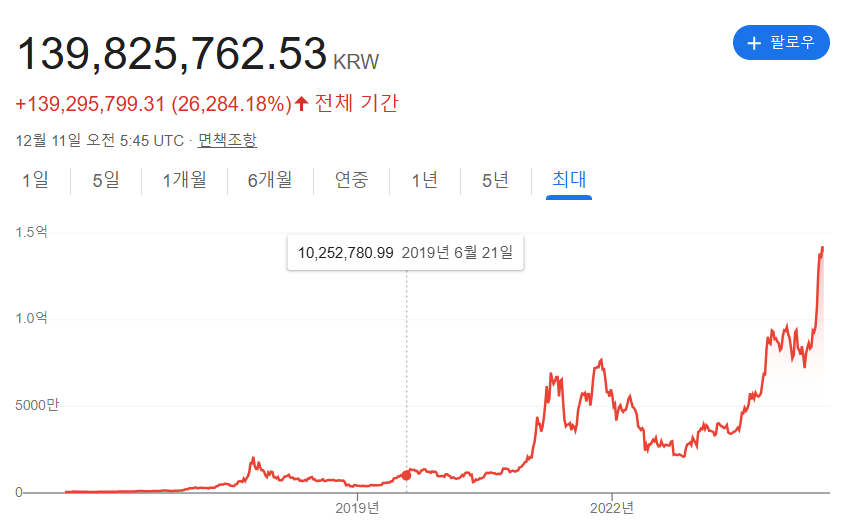 139,825,762.53 KRW
+ 팔로우
+139,295,799.31 (26,284.18%)↑ 전체 기간
12월 11일 오전 5:45 UTC · 면책조항
1일 5일 1개월 6개월 연중 1년 5년 최대
1.5억
10,252,780.99 2019년 6월 21일
1.0억
5000만
0
2019년 2022년